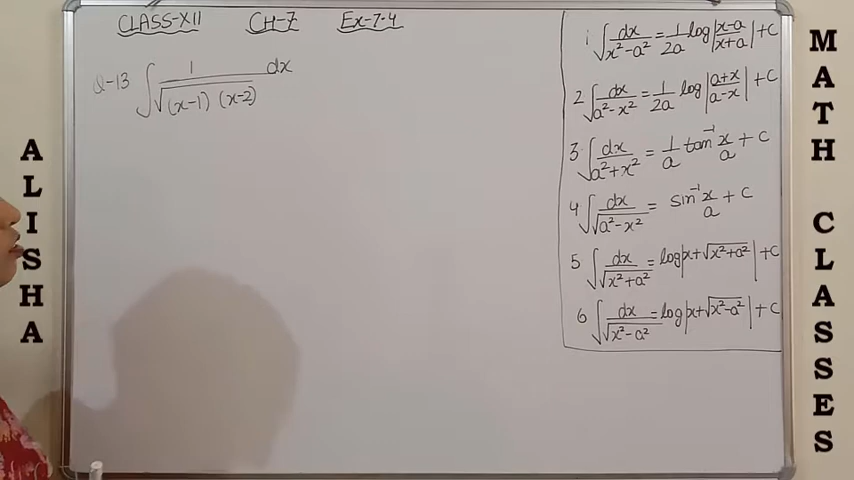 CLASS-XII CH-7 Ex-7.4
Q-13 ∫ 1/√((x-1) (x-2)) dx
1 ∫ dx/(x²-a²) = 1/2a log|x-a/x+a| + C
2 ∫ dx/(a²-x²) = 1/2a log|a+x/a-x| + C
3 ∫ dx/(a²+x²) = 1/a tan⁻¹ x/a + C
4 ∫ dx/√(a²-x²) = sin⁻¹ x/a + C
5 ∫ dx/√(x²+a²) = log|x+√(x²+a²)| + C
6 ∫ dx/√(x²-a²) = log|x+√(x²-a²)| + C
ALISHA
MATH CLASSES